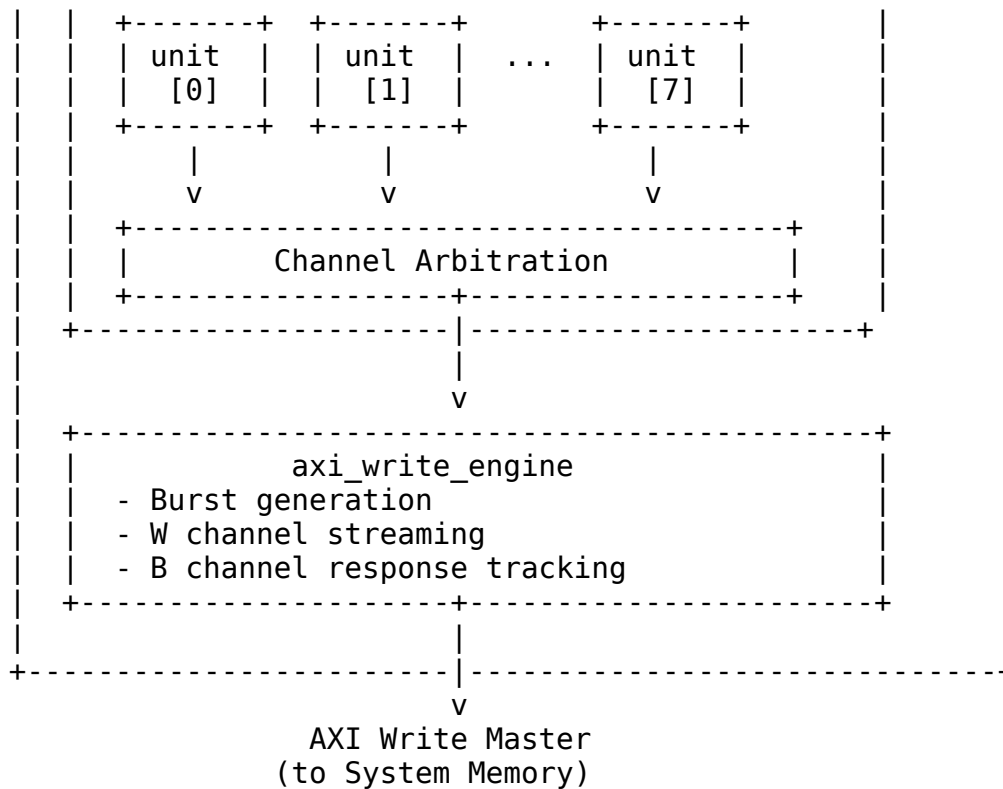 |  |  +-------+  +-------+       +-------+       |
|  |  | unit  |  | unit  |  ...  | unit  |       |
|  |  |  [0]  |  |  [1]  |       |  [7]  |       |
|  |  +-------+  +-------+       +-------+       |
|  |      |          |              |            |
|  |      v          v              v            |
|  |  +-------------------------------------+    |
|  |  |        Channel Arbitration          |    |
|  |  +------------------+------------------+    |
|  +---------------------|----------------------+
|                        |
|                        v
|  +---------------------------------------------+
|  |            axi_write_engine                 |
|  |  - Burst generation                         |
|  |  - W channel streaming                      |
|  |  - B channel response tracking              |
|  +---------------------+-----------------------+
|                        |
+------------------------|-------------------------------+
                         v
                 AXI Write Master
               (to System Memory)